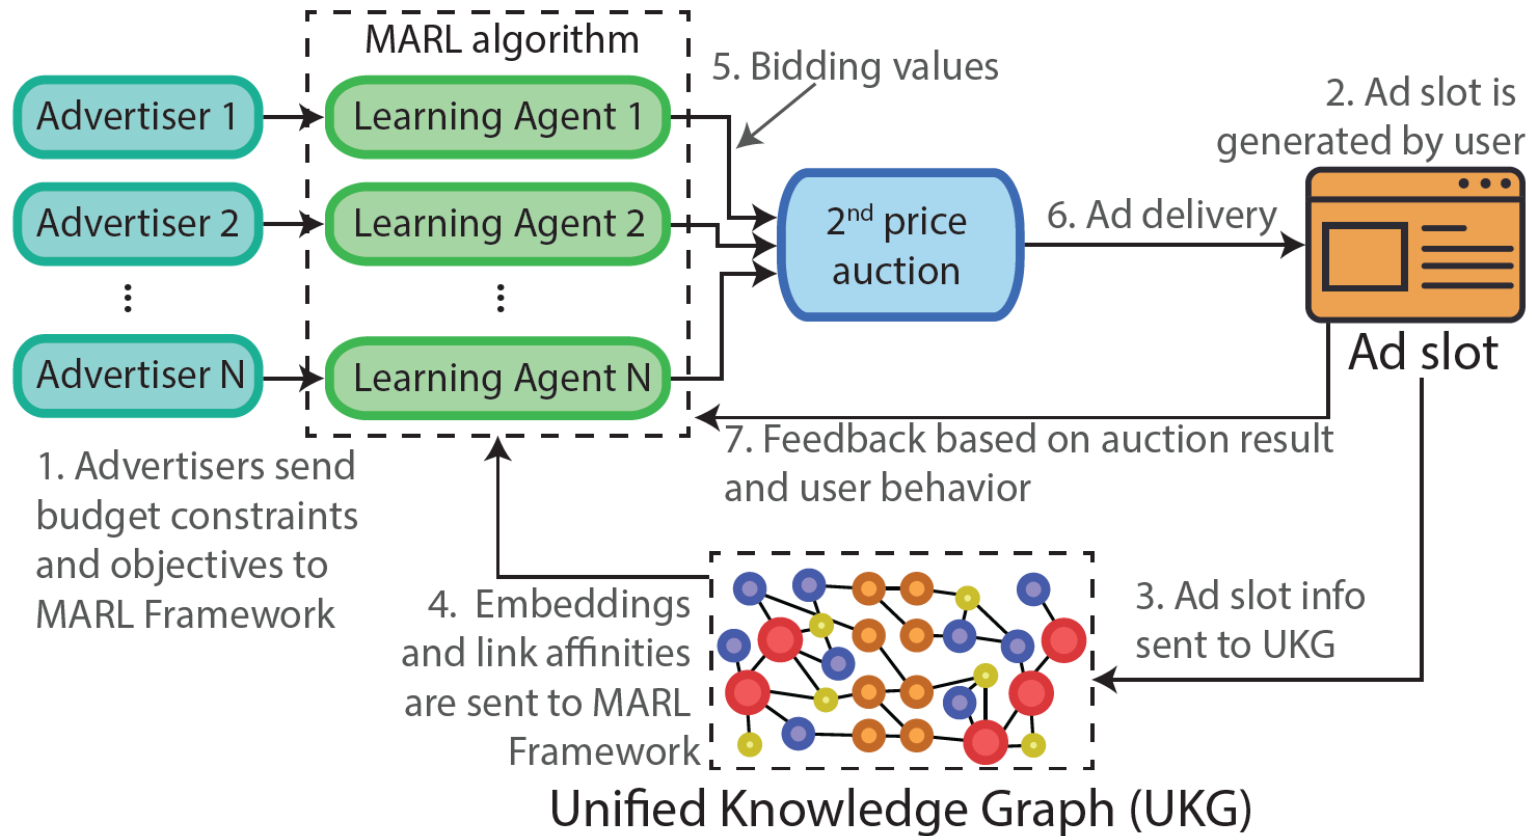 MARL algorithm
Advertiser 1
Learning Agent 1
5. Bidding values
2. Ad slot is
generated by user
Advertiser 2
Learning Agent 2
2nd price
auction
6. Ad delivery
Advertiser N
Learning Agent N
Ad slot
1. Advertisers send
budget constraints
and objectives to
MARL Framework
7. Feedback based on auction result
and user behavior
4. Embeddings
and link affinities
are sent to MARL
Framework
3. Ad slot info
sent to UKG
Unified Knowledge Graph (UKG)